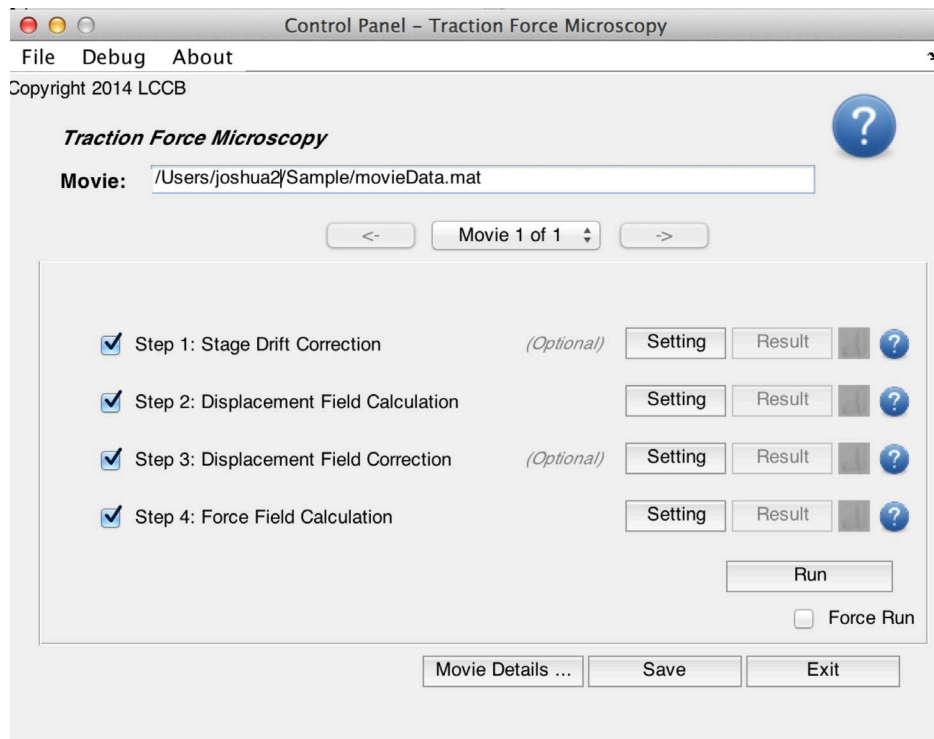 Control Panel – Traction Force Microscopy
File Debug About
Copyright 2014 LCCB
?
Traction Force Microscopy
Movie: /Users/joshua2/Sample/movieData.mat
<- Movie 1 of 1 ->
Step 1: Stage Drift Correction (Optional) Setting Result ?
Step 2: Displacement Field Calculation Setting Result ?
Step 3: Displacement Field Correction (Optional) Setting Result ?
Step 4: Force Field Calculation Setting Result ?
Run
Force Run
Movie Details ... Save Exit